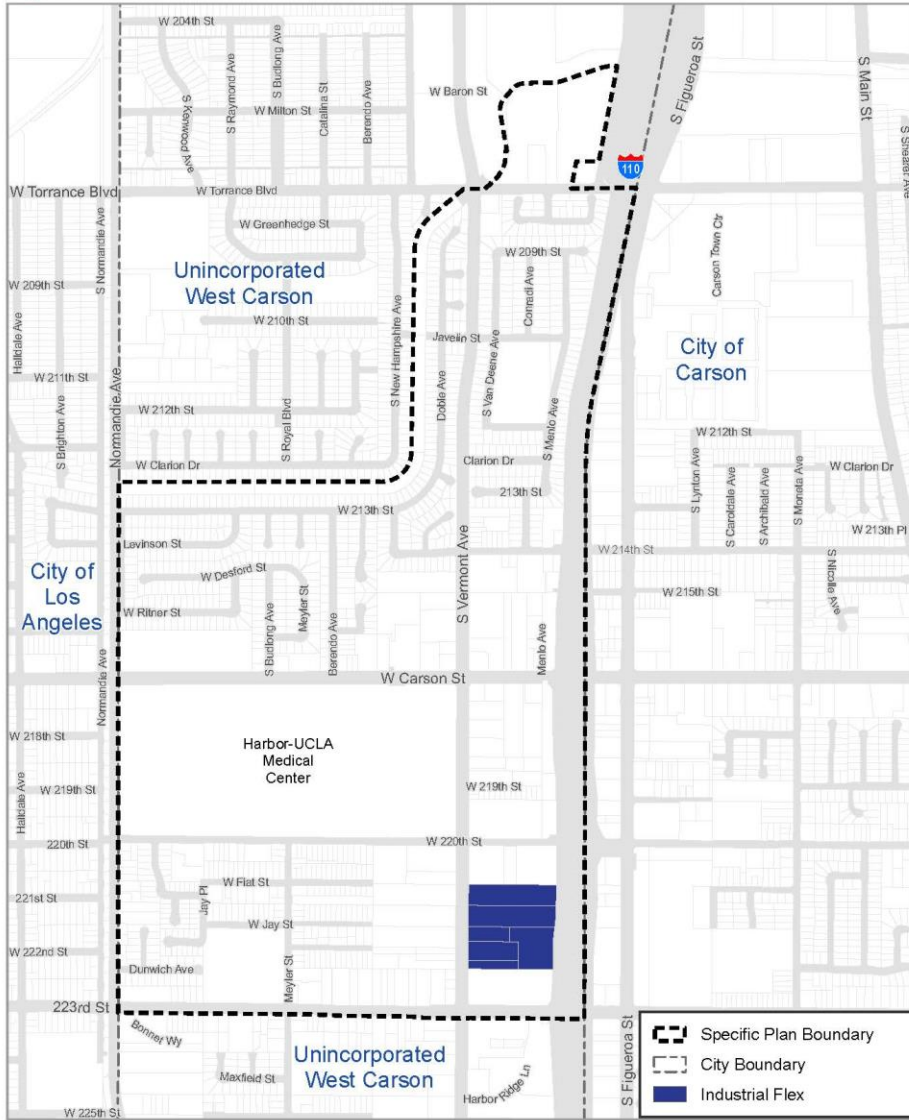 W 204th St
S Kenwood Ave
S Raymond Ave
S Budlong Ave
Catalina St
Berendo Ave
W Milton St
W Baron St
S Figueroa St
S Main St
S Shearer Ave
110
W Torrance Blvd
W Torrance Blvd
W Greenhedge St
S Normandie Ave
W 209th St
W 209th St
Carson Town Ctr
Unincorporated
West Carson
Conradi Ave
Halldale Ave
W 210th St
S New Hampshire Ave
Javelin St
S Van Deene Ave
City of
Carson
W 211th St
Doble Ave
S Brighton Ave
Normandie Ave
W 212th St
S Royal Blvd
S Menlo Ave
W 212th St
W Clarion Dr
Clarion Dr
S Lynton Ave
S Caroldale Ave
S Archibald Ave
S Moneta Ave
W Clarion Dr
213th St
W 213th St
W 213th Pl
Levinson St
W 214th St
City of
Los
Angeles
W Desford St
S Vermont Ave
W 215th St
S Nicolle Ave
W Ritner St
S Budlong Ave
Meyler St
Berendo Ave
Menlo Ave
Normandie Ave
W Carson St
W 218th St
Harbor-UCLA
Medical
Center
Halldale Ave
W 219th St
W 219th St
220th St
W 220th St
221st St
Jay Pl
W Flat St
W Jay St
W 222nd St
Dunwich Ave
Meyler St
223rd St
Bonnet Wy
Unincorporated
West Carson
Maxfield St
Harbor Ridge Ln
S Figueroa St
W 225th St
Specific Plan Boundary
City Boundary
Industrial Flex